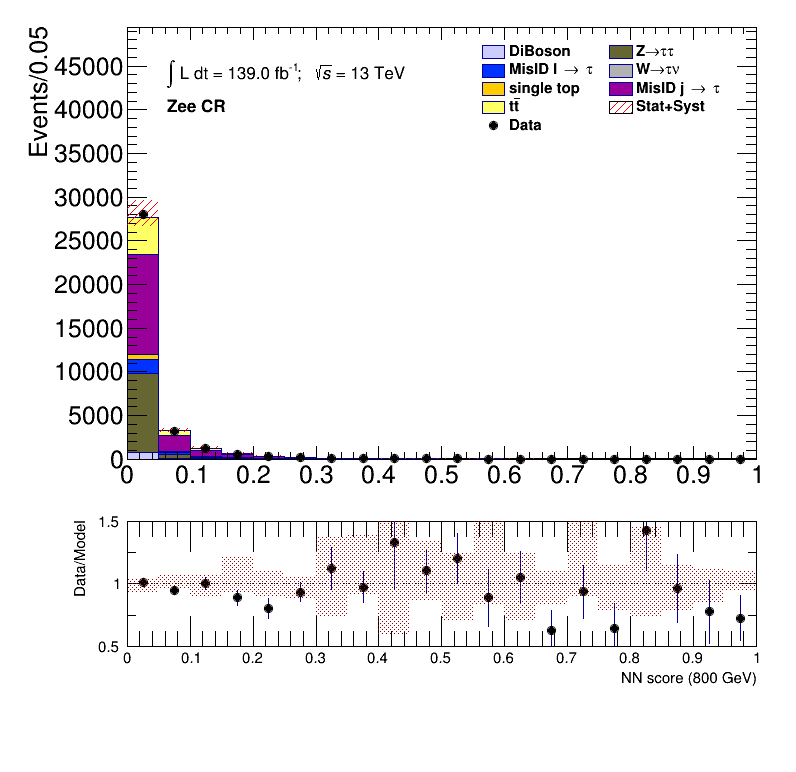 Events/0.05
45000
40000
35000
30000
25000
20000
15000
10000
5000
0
∫ L dt = 139.0 fb⁻¹; √s = 13 TeV
Zee CR
DiBoson
Z→ττ
MisID l → τ
W→τν
single top
MisID j → τ
tt̄
Stat+Syst
Data
0 0.1 0.2 0.3 0.4 0.5 0.6 0.7 0.8 0.9 1
Data/Model
1.5
1
0.5
0 0.1 0.2 0.3 0.4 0.5 0.6 0.7 0.8 0.9 1
NN score (800 GeV)